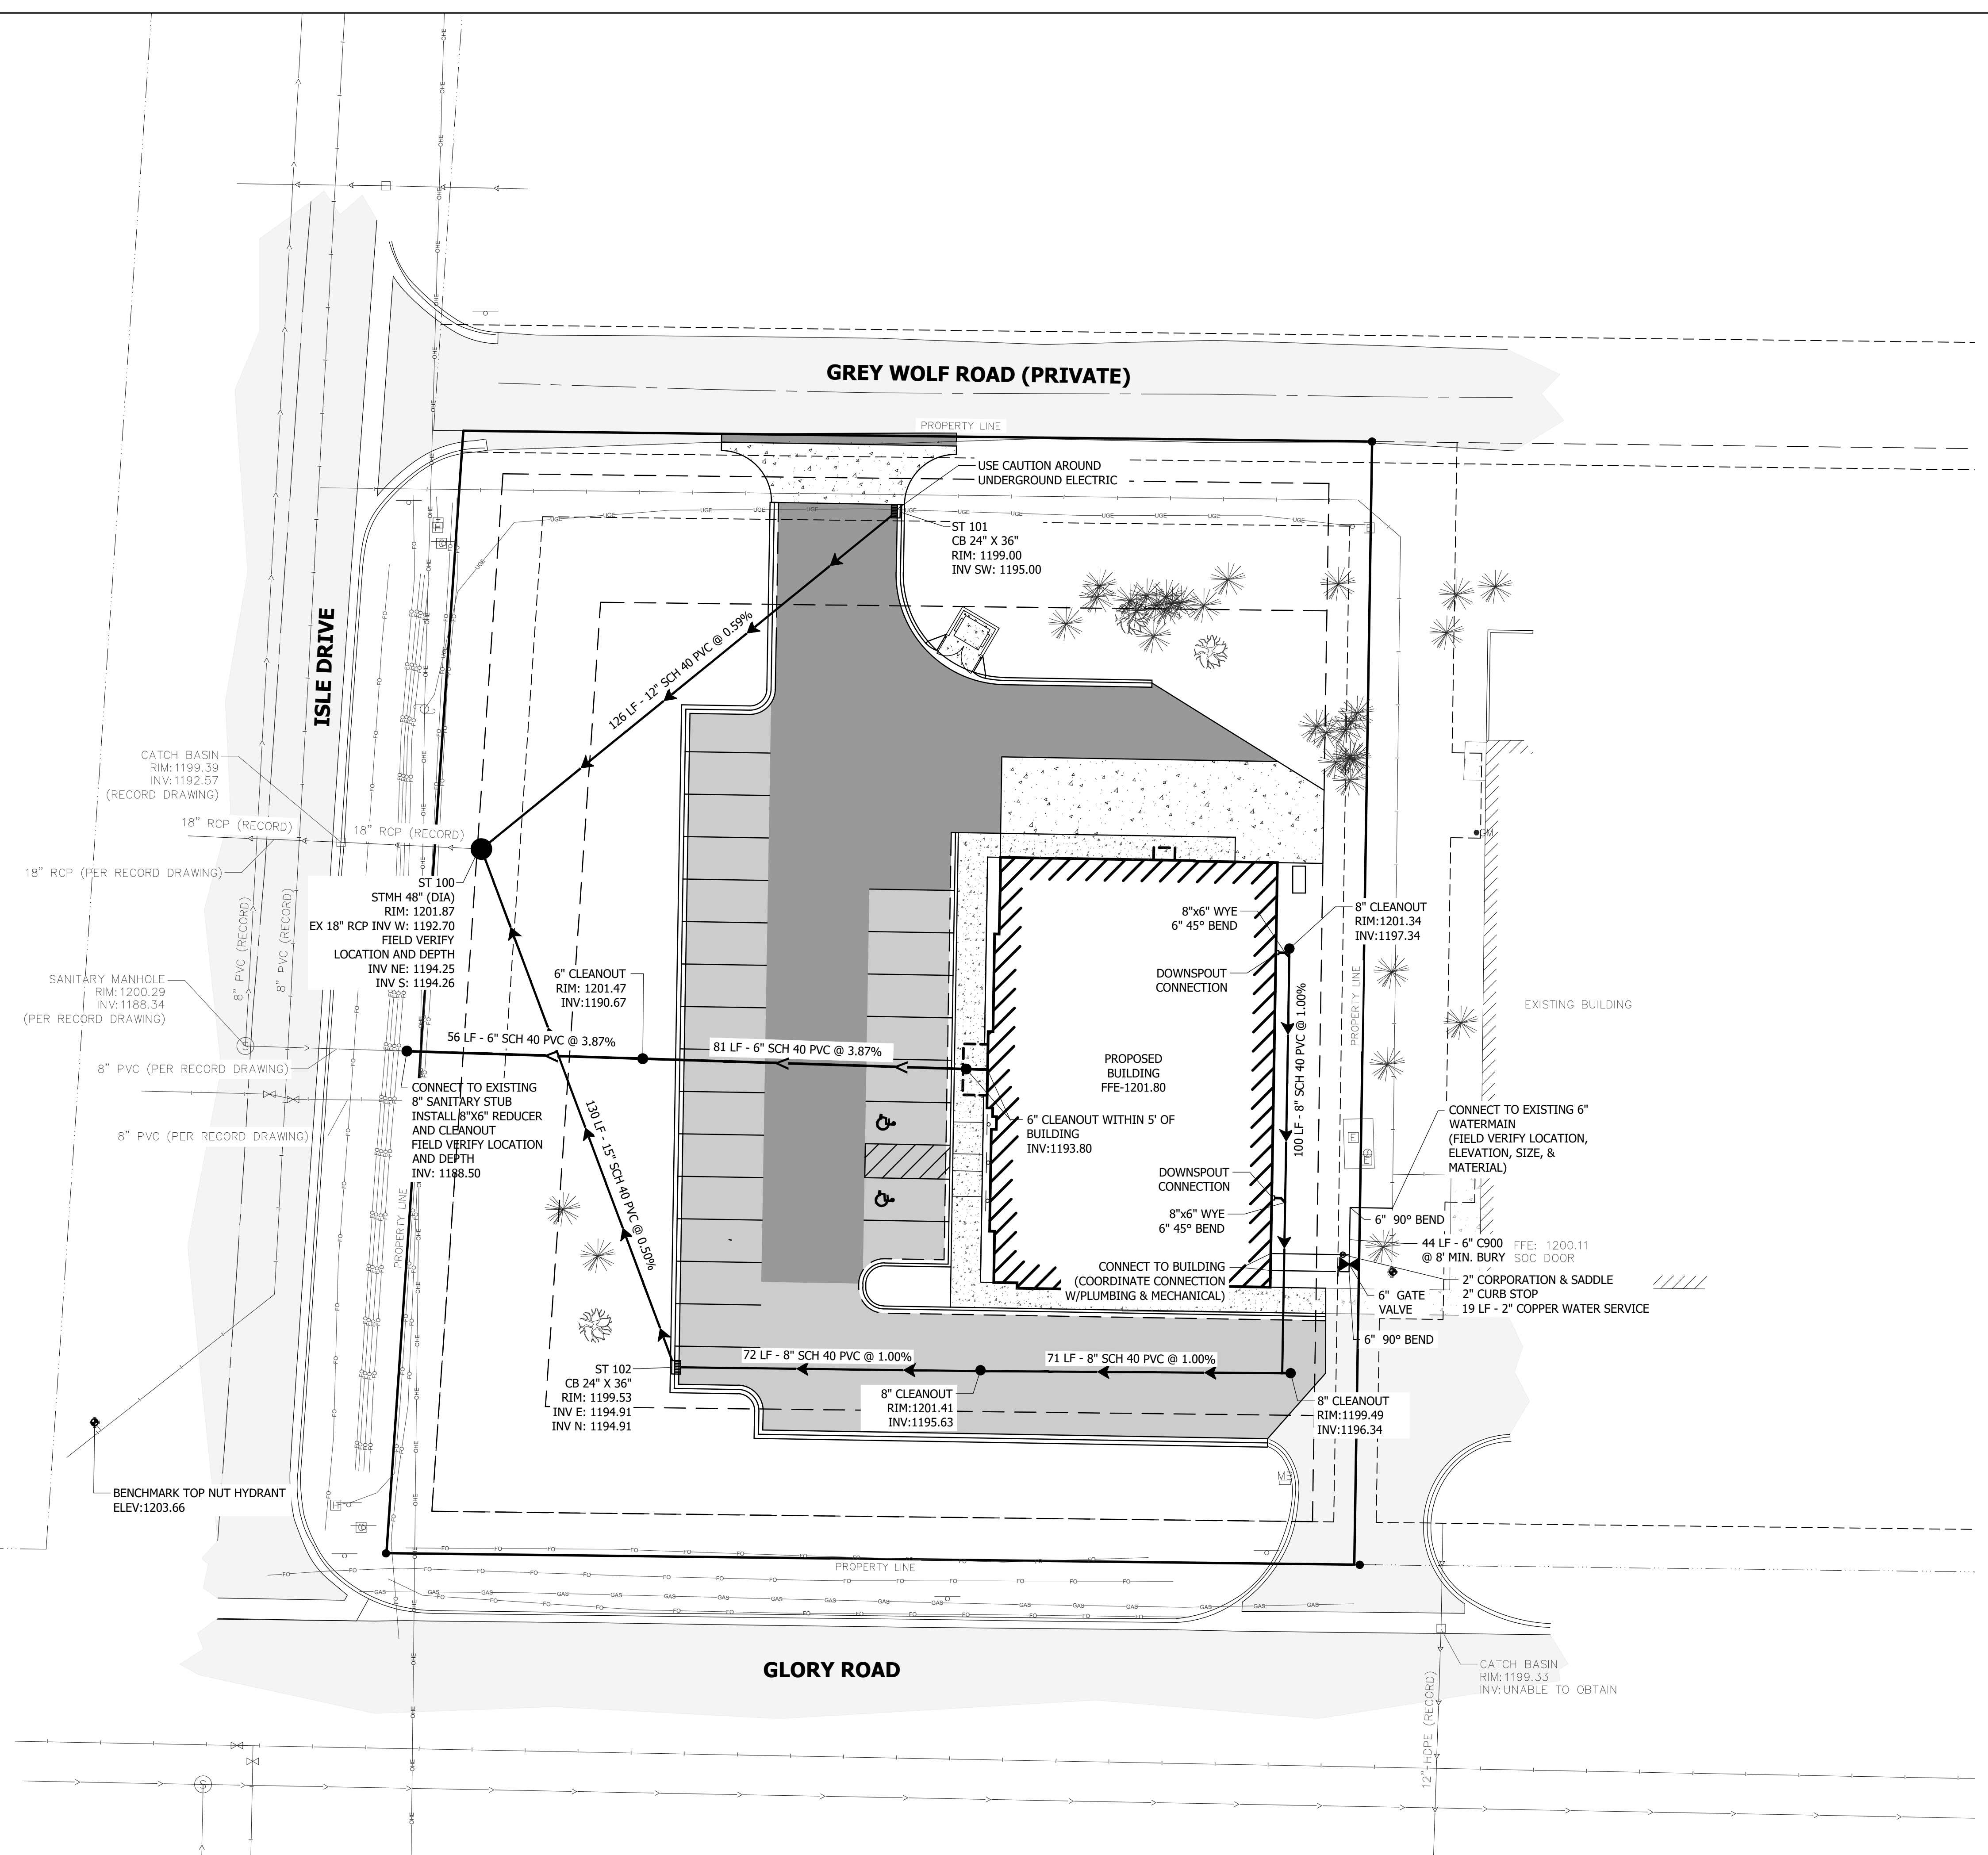 GREY WOLF ROAD (PRIVATE)
PROPERTY LINE
USE CAUTION AROUND
UNDERGROUND ELECTRIC
ST 101
CB 24" X 36"
RIM: 1199.00
INV SW: 1195.00
126 LF - 12" SCH 40 PVC @ 0.59%
ISLE DRIVE
CATCH BASIN
RIM:1199.39
INV:1192.57
(RECORD DRAWING)
18" RCP (RECORD)
18" RCP (RECORD)
18" RCP (PER RECORD DRAWING)
ST 100
STMH 48" (DIA)
RIM: 1201.87
EX 18" RCP INV W: 1192.70
FIELD VERIFY
LOCATION AND DEPTH
INV NE: 1194.25
INV S: 1194.26
8" PVC (RECORD)
8" PVC (RECORD)
SANITARY MANHOLE
RIM:1200.29
INV:1188.34
(PER RECORD DRAWING)
S
8" PVC (PER RECORD DRAWING)
8" PVC (PER RECORD DRAWING)
6" CLEANOUT
RIM: 1201.47
INV:1190.67
56 LF - 6" SCH 40 PVC @ 3.87%
81 LF - 6" SCH 40 PVC @ 3.87%
CONNECT TO EXISTING
8" SANITARY STUB
INSTALL 8"X6" REDUCER
AND CLEANOUT
FIELD VERIFY LOCATION
AND DEPTH
INV: 1188.50
PROPERTY LINE
130 LF - 15" SCH 40 PVC @ 0.50%
8"x6" WYE
6" 45° BEND
8" CLEANOUT
RIM:1201.34
INV:1197.34
DOWNSPOUT
CONNECTION
100 LF - 8" SCH 40 PVC @ 1.00%
PROPERTY LINE
GM
EXISTING BUILDING
PROPOSED
BUILDING
FFE-1201.80
6" CLEANOUT WITHIN 5' OF
BUILDING
INV:1193.80
DOWNSPOUT
CONNECTION
8"x6" WYE
6" 45° BEND
CONNECT TO BUILDING
(COORDINATE CONNECTION
W/PLUMBING & MECHANICAL)
CONNECT TO EXISTING 6"
WATERMAIN
(FIELD VERIFY LOCATION,
ELEVATION, SIZE, &
MATERIAL)
6" 90° BEND
44 LF - 6" C900
@ 8' MIN. BURY
FFE: 1200.11
SOC DOOR
2" CORPORATION & SADDLE
2" CURB STOP
19 LF - 2" COPPER WATER SERVICE
6" GATE
VALVE
6" 90° BEND
ST 102
CB 24" X 36"
RIM: 1199.53
INV E: 1194.91
INV N: 1194.91
72 LF - 8" SCH 40 PVC @ 1.00%
71 LF - 8" SCH 40 PVC @ 1.00%
8" CLEANOUT
RIM:1201.41
INV:1195.63
8" CLEANOUT
RIM:1199.49
INV:1196.34
BENCHMARK TOP NUT HYDRANT
ELEV:1203.66
MB
PROPERTY LINE
GLORY ROAD
CATCH BASIN
RIM:1199.33
INV:UNABLE TO OBTAIN
12" HDPE (RECORD)
S